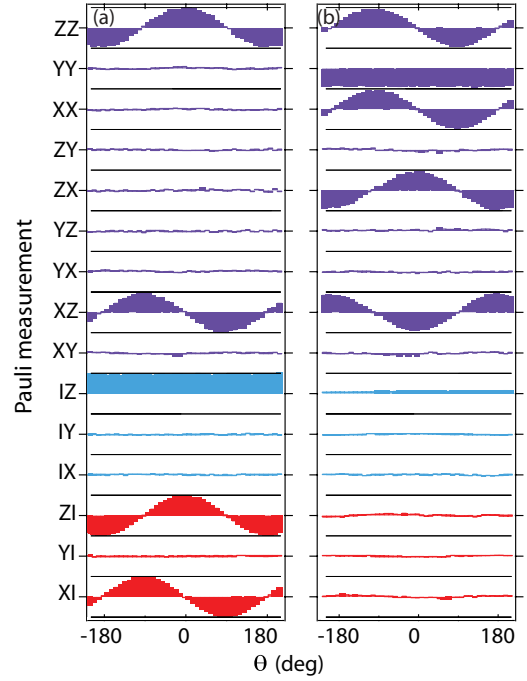 (a) (b)
ZZ
YY
XX
ZY
ZX
YZ
YX
XZ
XY
IZ
IY
IX
ZI
YI
XI
Pauli measurement
-180 0 180 -180 0 180
Θ (deg)